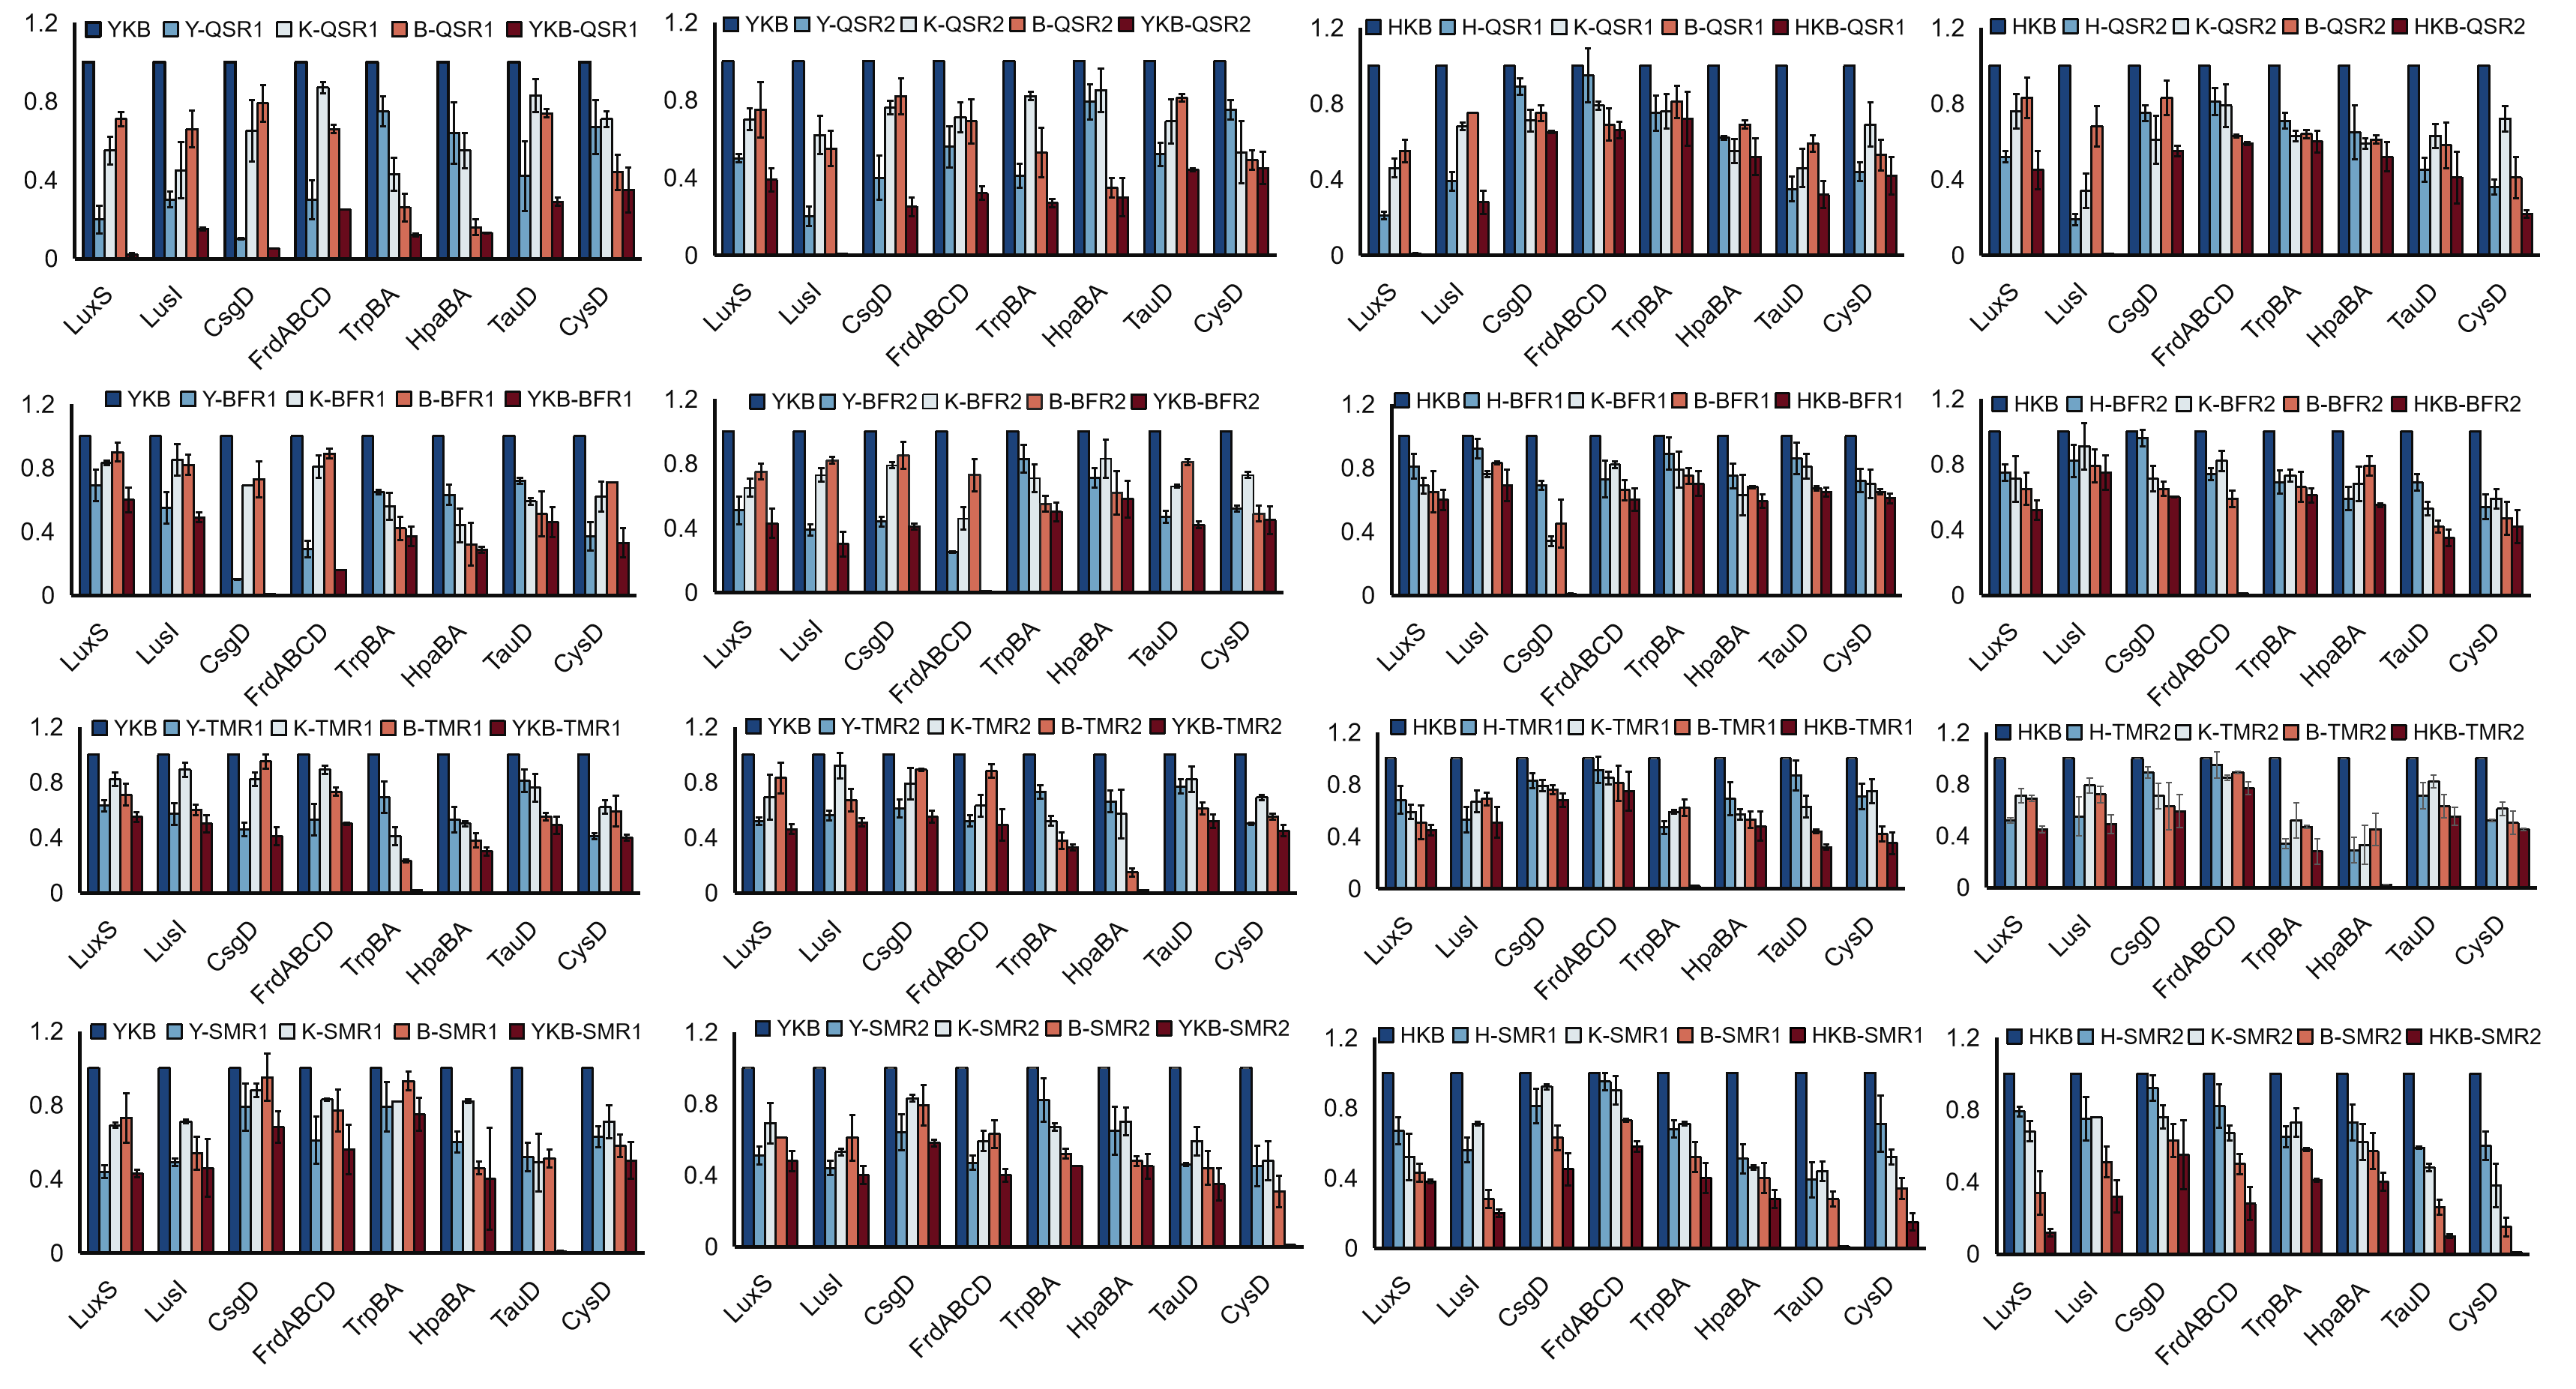 YKB Y-QSR1 K-QSR1 B-QSR1 YKB-QSR1
1.2
0.8
0.4
0
LuxS LusI CsgD FrdABCD TrpBA HpaBA TauD CysD
YKB Y-QSR2 K-QSR2 B-QSR2 YKB-QSR2
1.2
0.8
0.4
0
LuxS LusI CsgD FrdABCD TrpBA HpaBA TauD CysD
HKB H-QSR1 K-QSR1 B-QSR1 HKB-QSR1
1.2
0.8
0.4
0
LuxS LusI CsgD FrdABCD TrpBA HpaBA TauD CysD
HKB H-QSR2 K-QSR2 B-QSR2 HKB-QSR2
1.2
0.8
0.4
0
LuxS LusI CsgD FrdABCD TrpBA HpaBA TauD CysD
YKB Y-BFR1 K-BFR1 B-BFR1 YKB-BFR1
1.2
0.8
0.4
0
LuxS LusI CsgD FrdABCD TrpBA HpaBA TauD CysD
YKB Y-BFR2 K-BFR2 B-BFR2 YKB-BFR2
1.2
0.8
0.4
0
LuxS LusI CsgD FrdABCD TrpBA HpaBA TauD CysD
HKB H-BFR1 K-BFR1 B-BFR1 HKB-BFR1
1.2
0.8
0.4
0
LuxS LusI CsgD FrdABCD TrpBA HpaBA TauD CysD
HKB H-BFR2 K-BFR2 B-BFR2 HKB-BFR2
1.2
0.8
0.4
0
LuxS LusI CsgD FrdABCD TrpBA HpaBA TauD CysD
YKB Y-TMR1 K-TMR1 B-TMR1 YKB-TMR1
1.2
0.8
0.4
0
LuxS LusI CsgD FrdABCD TrpBA HpaBA TauD CysD
YKB Y-TMR2 K-TMR2 B-TMR2 YKB-TMR2
1.2
0.8
0.4
0
LuxS LusI CsgD FrdABCD TrpBA HpaBA TauD CysD
HKB H-TMR1 K-TMR1 B-TMR1 HKB-TMR1
1.2
0.8
0.4
0
LuxS LusI CsgD FrdABCD TrpBA HpaBA TauD CysD
HKB H-TMR2 K-TMR2 B-TMR2 HKB-TMR2
1.2
0.8
0.4
0
LuxS LusI CsgD FrdABCD TrpBA HpaBA TauD CysD
YKB Y-SMR1 K-SMR1 B-SMR1 YKB-SMR1
1.2
0.8
0.4
0
LuxS LusI CsgD FrdABCD TrpBA HpaBA TauD CysD
YKB Y-SMR2 K-SMR2 B-SMR2 YKB-SMR2
1.2
0.8
0.4
0
LuxS LusI CsgD FrdABCD TrpBA HpaBA TauD CysD
HKB H-SMR1 K-SMR1 B-SMR1 HKB-SMR1
1.2
0.8
0.4
0
LuxS LusI CsgD FrdABCD TrpBA HpaBA TauD CysD
HKB H-SMR2 K-SMR2 B-SMR2 HKB-SMR2
1.2
0.8
0.4
0
LuxS LusI CsgD FrdABCD TrpBA HpaBA TauD CysD